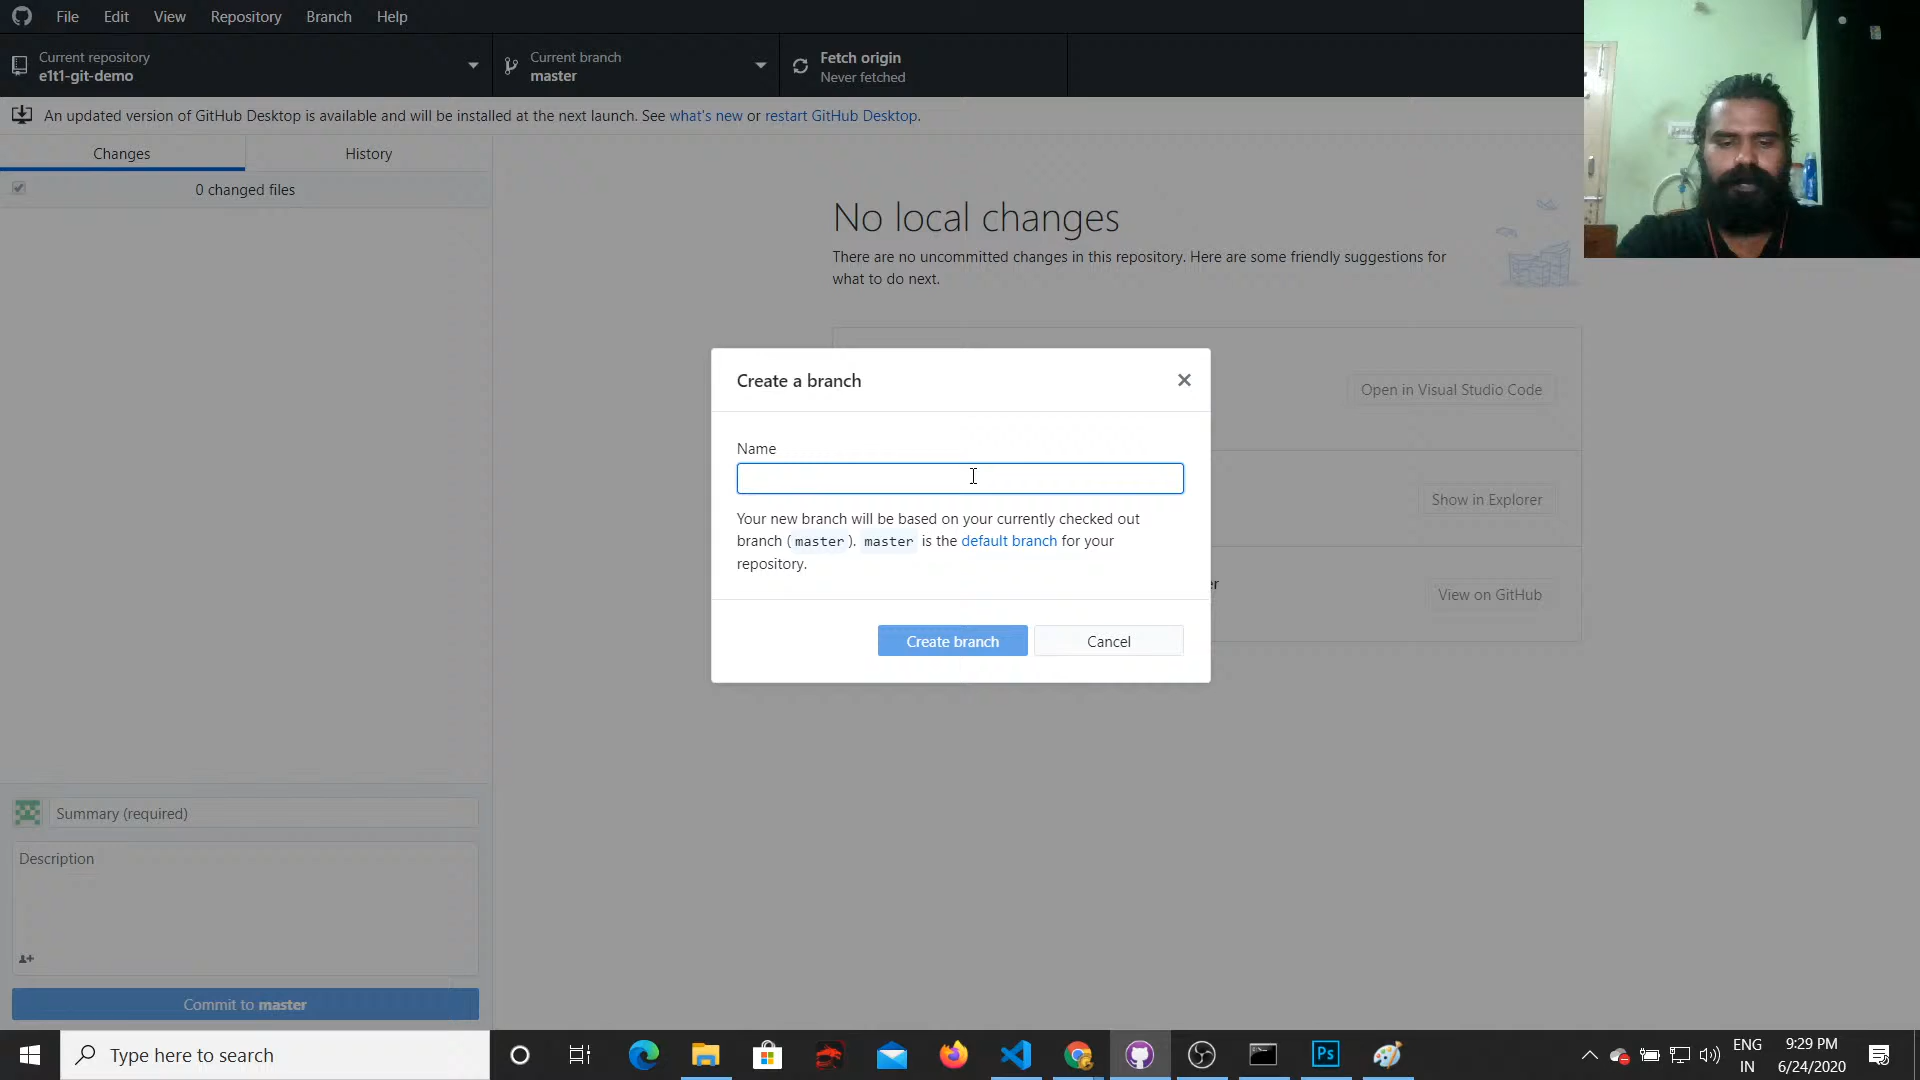 File Edit View Repository Branch Help
Current repository
e1t1-git-demo
Current branch
master
Fetch origin
Never fetched
An updated version of GitHub Desktop is available and will be installed at the next launch. See what's new or restart GitHub Desktop.
Changes History
0 changed files
No local changes
There are no uncommitted changes in this repository. Here are some friendly suggestions for
what to do next.
Open in Visual Studio Code
Show in Explorer
View on GitHub
Create a branch
Name
Your new branch will be based on your currently checked out
branch (master). master is the default branch for your
repository.
Create branch Cancel
Summary (required)
Description
Commit to master
Type here to search
Ps
ENG
IN
9:29 PM
6/24/2020